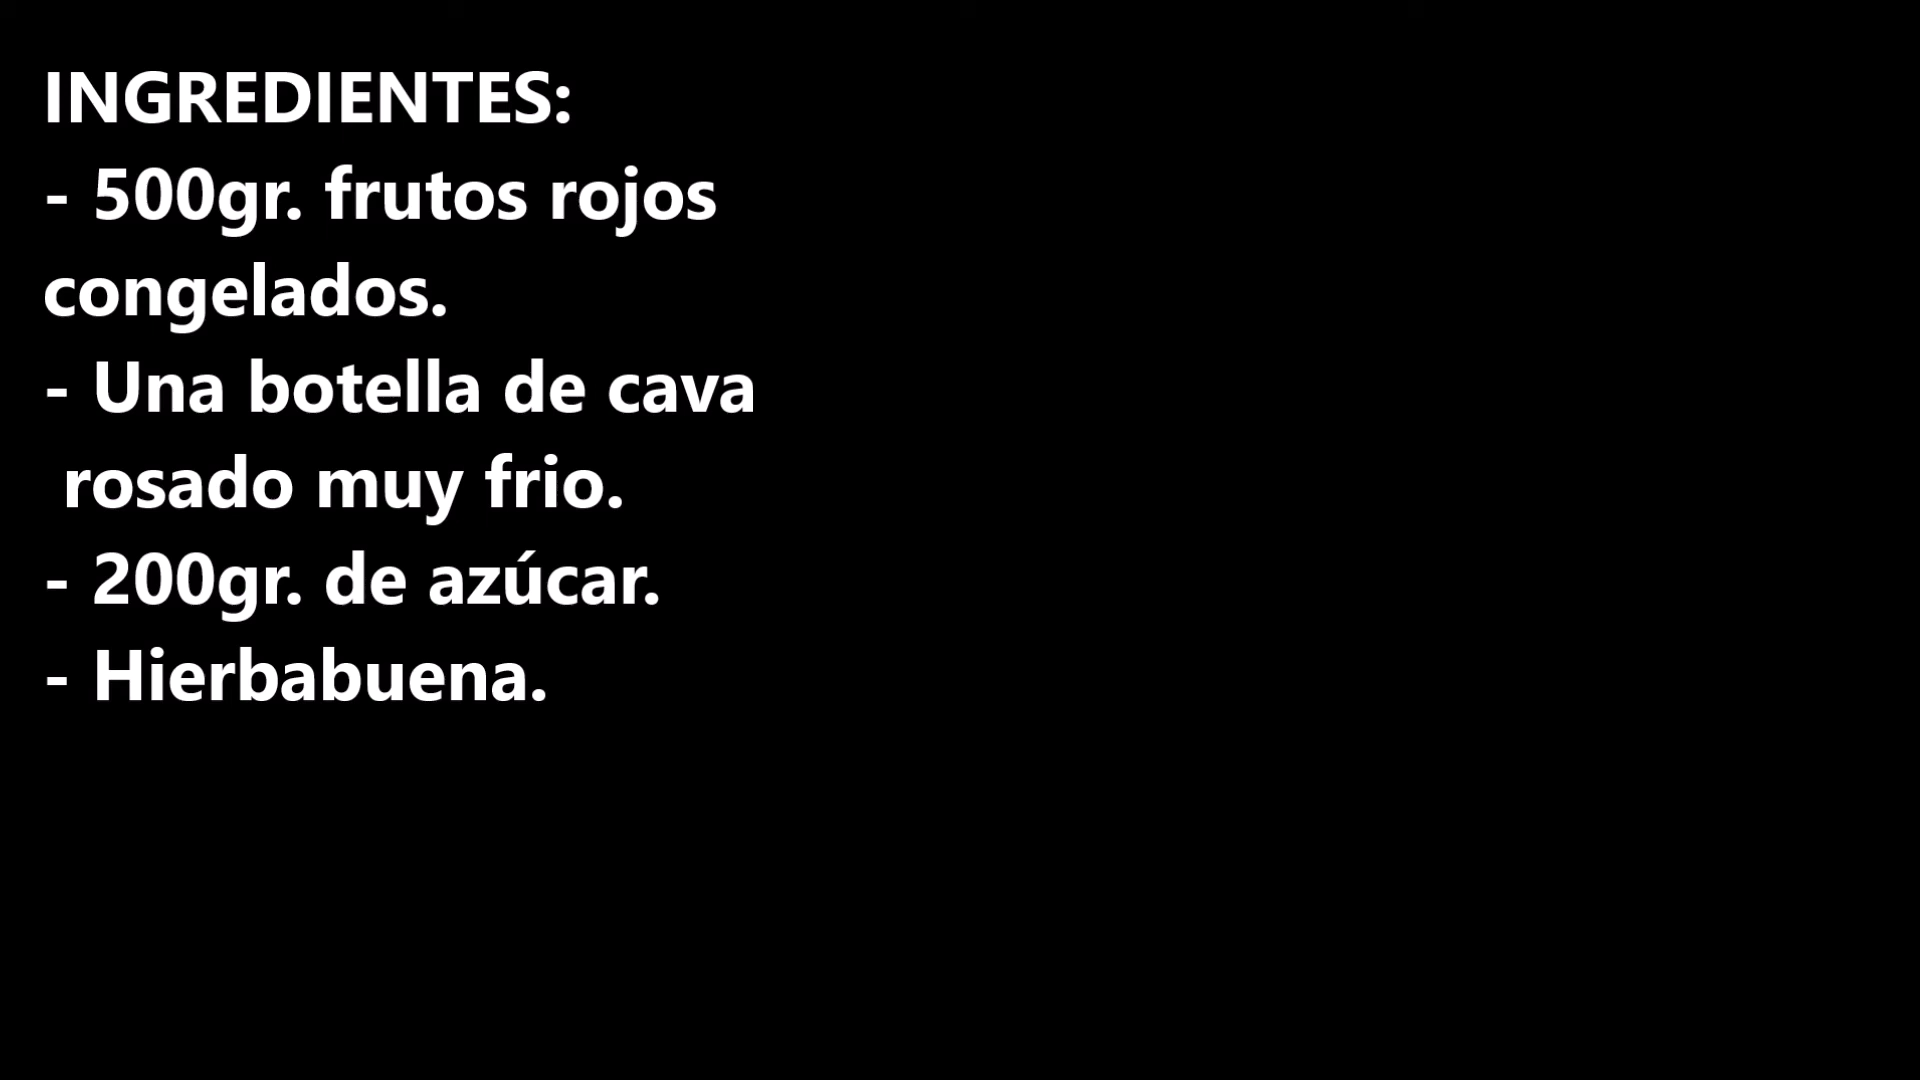 INGREDIENTES:
- 500gr. frutos rojos
congelados.
- Una botella de cava
rosado muy frio.
- 200gr. de azúcar.
- Hierbabuena.